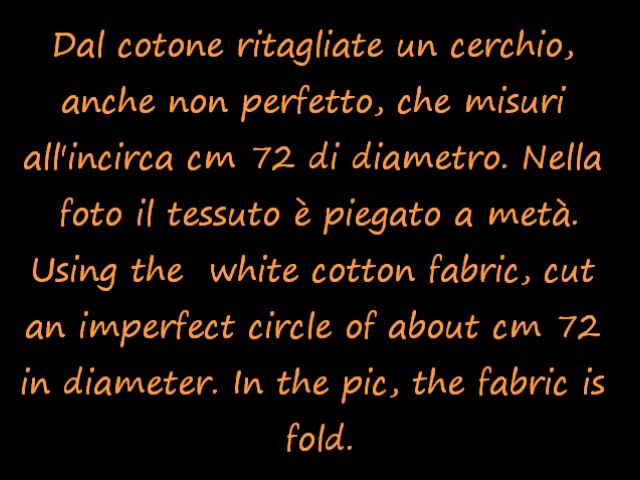 Dal cotone ritagliate un cerchio,
anche non perfetto, che misuri
all'incirca cm 72 di diametro. Nella
foto il tessuto è piegato a metà.
Using the white cotton fabric, cut
an imperfect circle of about cm 72
in diameter. In the pic, the fabric is
fold.